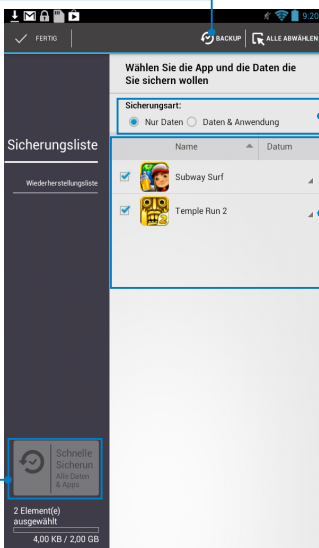 9:20
FERTIG
BACKUP
ALLE ABWÄHLEN
Wählen Sie die App und die Daten die
Sie sichern wollen
Sicherungsart:
Nur Daten
Daten & Anwendung
Sicherungsliste
Name
Datum
Wiederherstellungsliste
Subway Surf
Temple Run 2
Schnelle
Sicherun
Alle Daten
& Apps
2 Element(e)
ausgewählt
4,00 KB / 2,00 GB